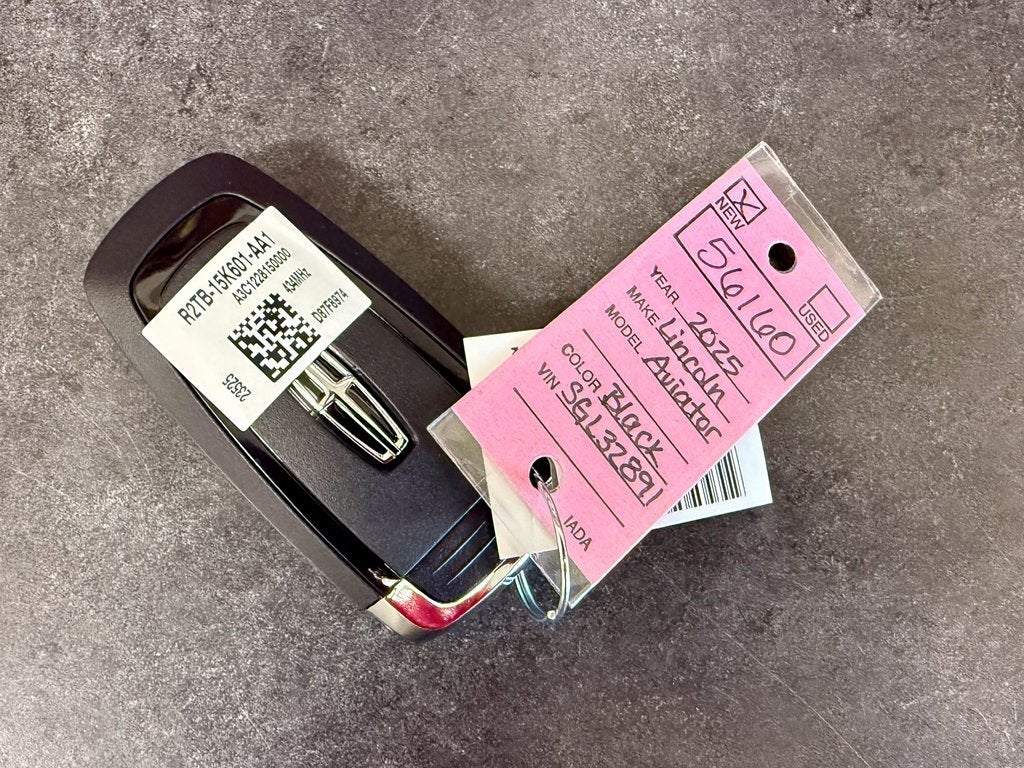 R2TB-15K601-AA1
A3C1228150000
434MHz
D87F8974
23525
X
NEW
USED
56160
YEAR 2025
MAKE Lincoln
MODEL Aviator
COLOR Black
VIN SGL32891
IADA